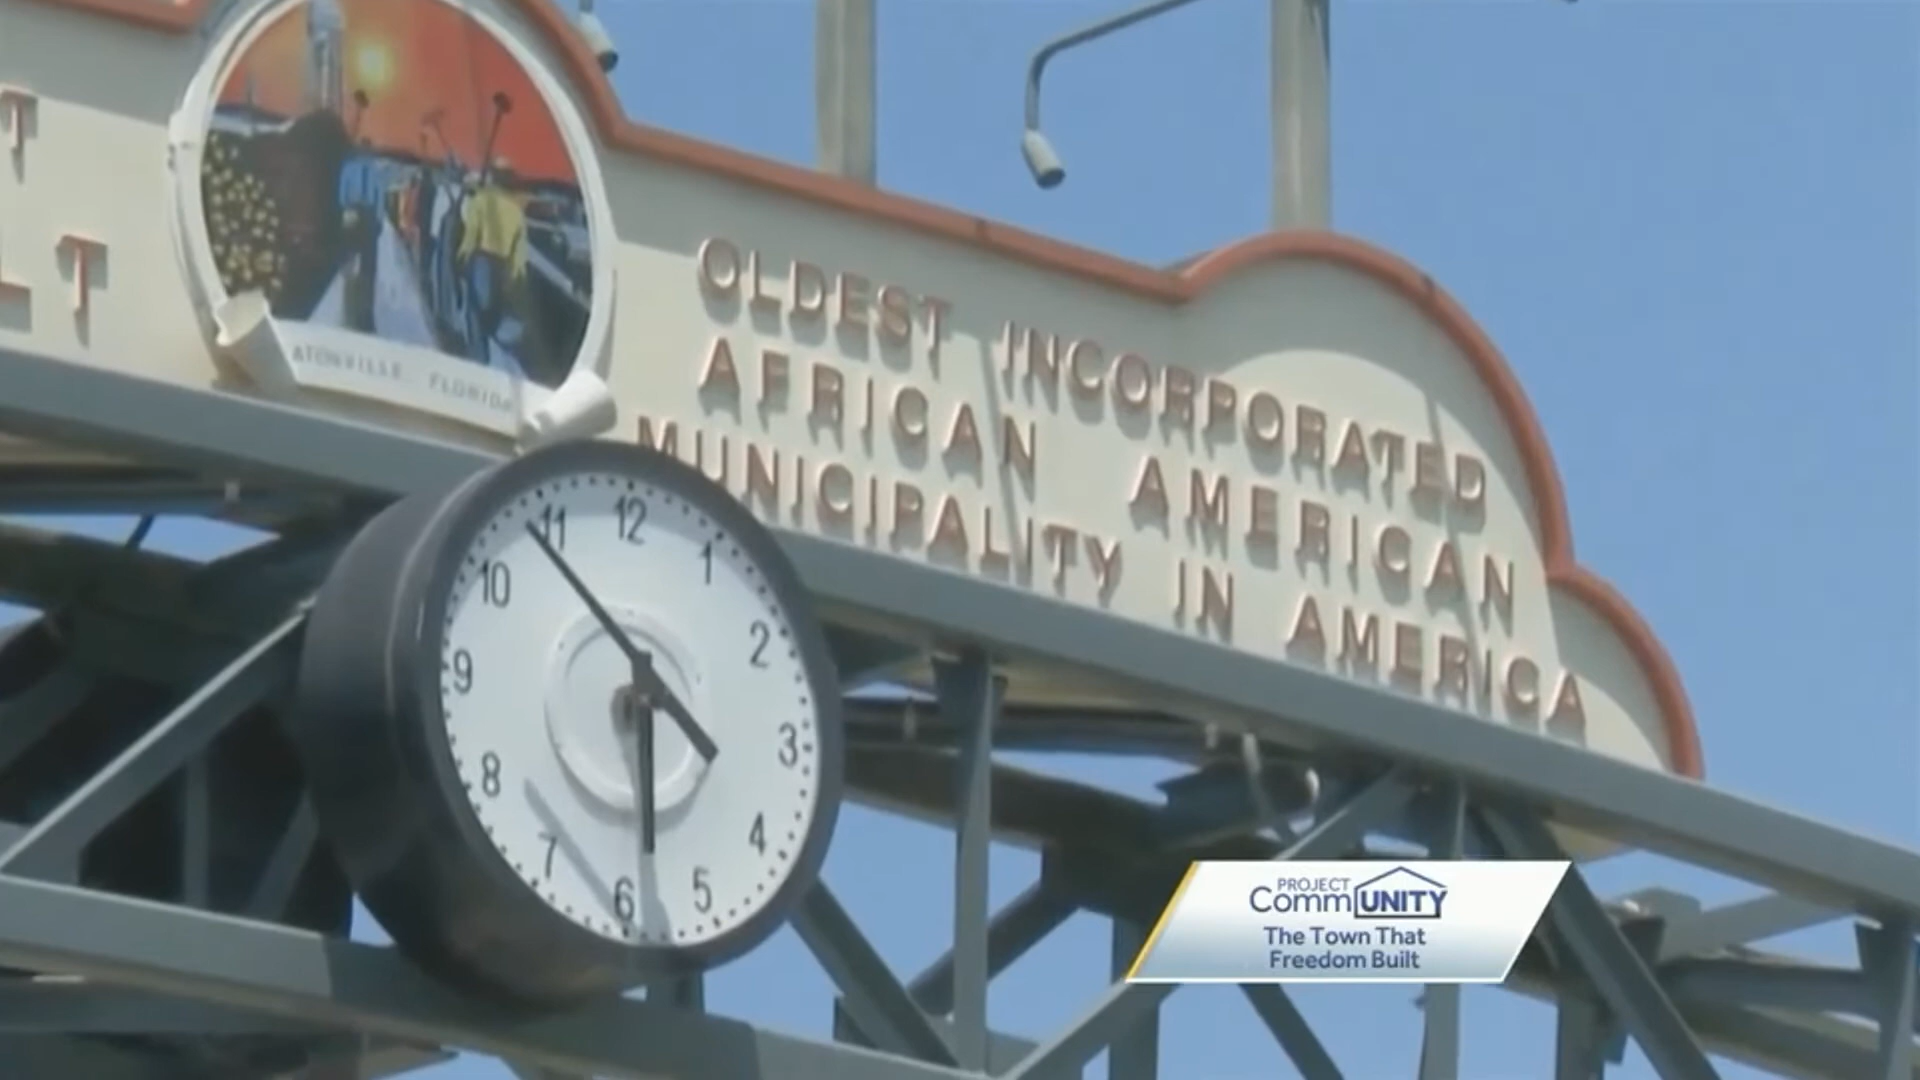 T
LT
ATONVILLE FLORIDA
OLDEST INCORPORATED
AFRICAN AMERICAN
MUNICIPALITY IN AMERICA
12
11
1
10
2
9
3
8
4
7
5
6
PROJECT
CommUNITY
The Town That
Freedom Built